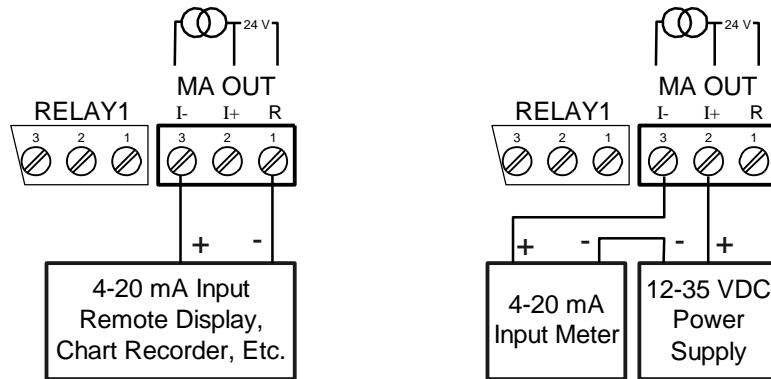 24 V
MA OUT
RELAY1 I- I+ R
3 2 1 3 2 1
+ -
4-20 mA Input
Remote Display,
Chart Recorder, Etc.
24 V
MA OUT
RELAY1 I- I+ R
3 2 1 3 2 1
+ - - +
4-20 mA
Input Meter
12-35 VDC
Power
Supply